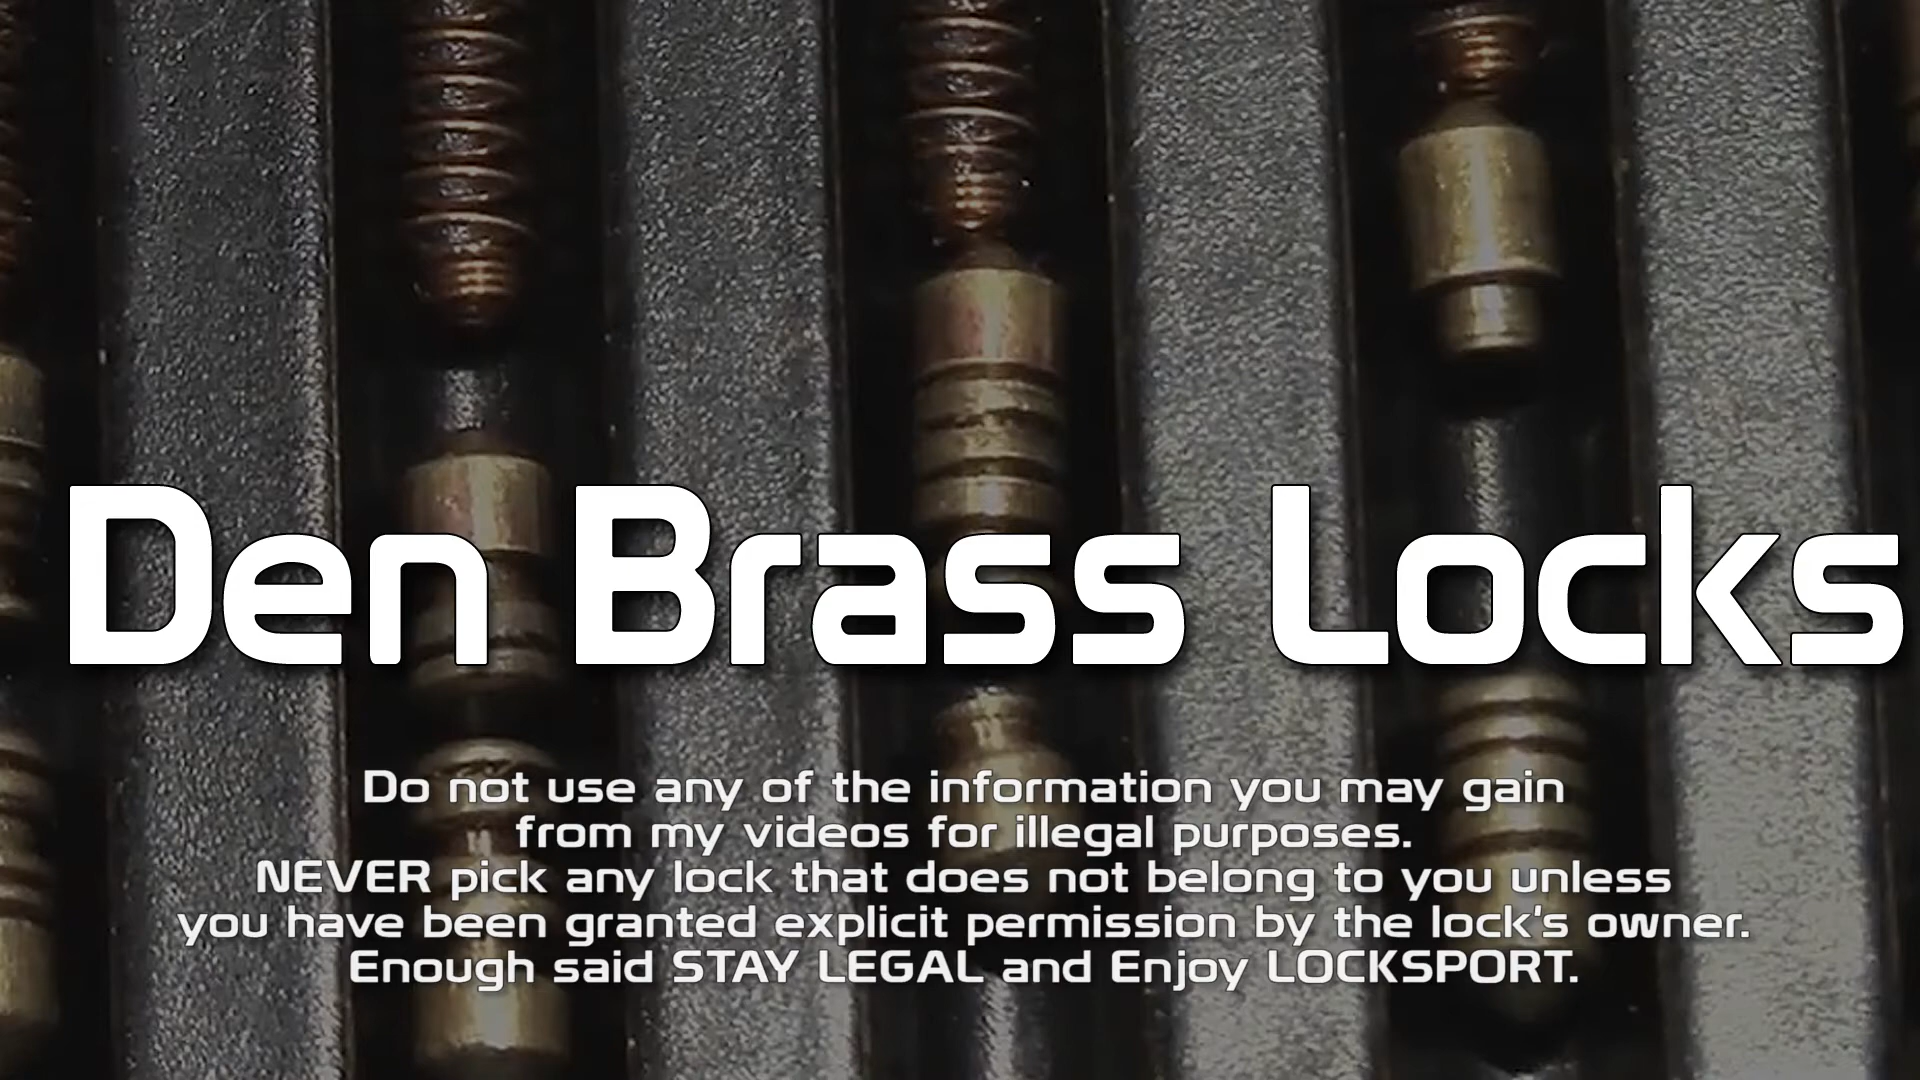 Den Brass Locks
Do not use any of the information you may gain
from my videos for illegal purposes.
NEVER pick any lock that does not belong to you unless
you have been granted explicit permission by the lock's owner.
Enough said STAY LEGAL and Enjoy LOCKSPORT.